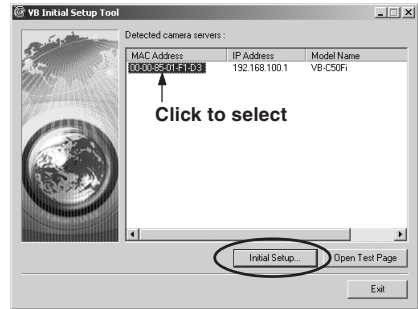 VB Initial Setup Tool
Detected camera servers :
MAC Address IP Address Model Name
00-00-85-01-F1-D3 192.168.100.1 VB-C50Fi
Click to select
Initial Setup... Open Test Page
Exit